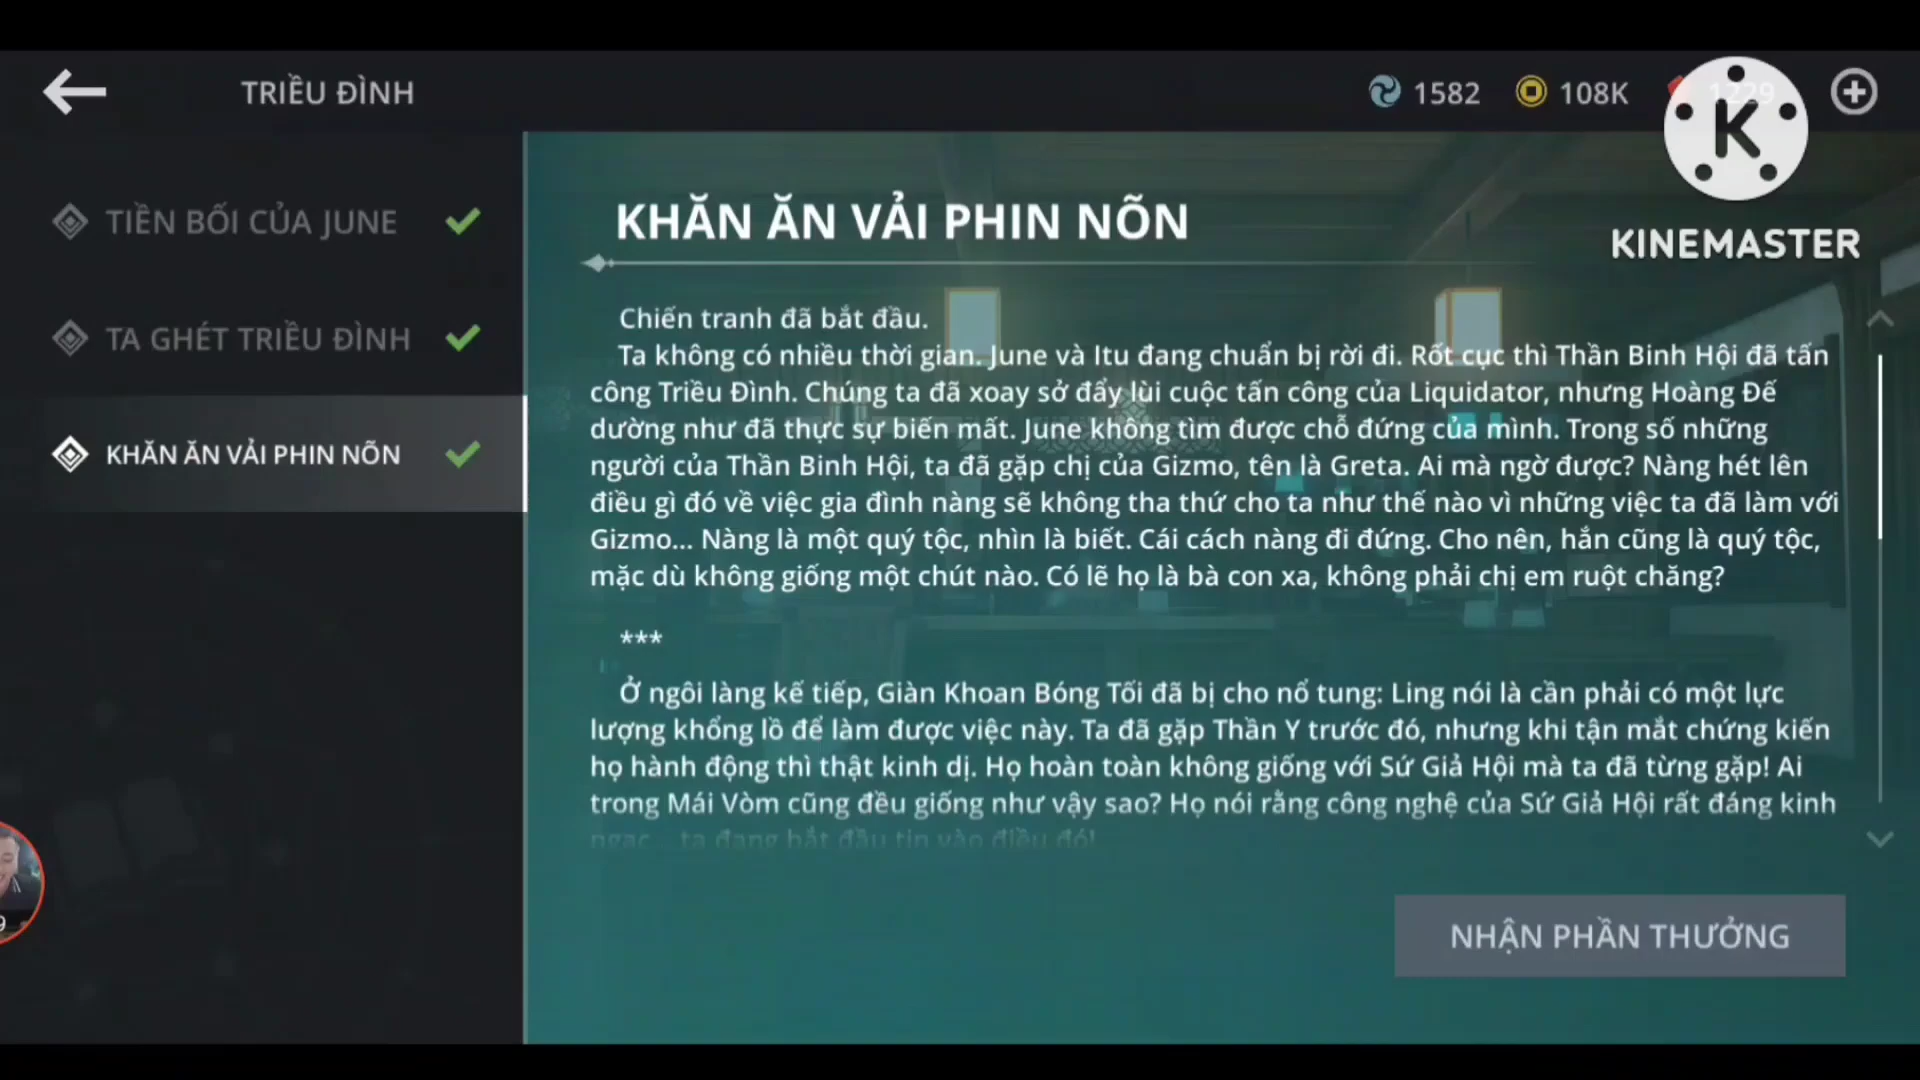 TRIỀU ĐÌNH
1582
108K
1229
KINEMASTER
TIỀN BỐI CỦA JUNE
TA GHÉT TRIỀU ĐÌNH
KHĂN ĂN VẢI PHIN NÕN
KHĂN ĂN VẢI PHIN NÕN
Chiến tranh đã bắt đầu.
Ta không có nhiều thời gian. June và Itu đang chuẩn bị rời đi. Rốt cục thì Thần Binh Hội đã tấn
công Triều Đình. Chúng ta đã xoay sở đẩy lùi cuộc tấn công của Liquidator, nhưng Hoàng Đế
dường như đã thực sự biến mất. June không tìm được chỗ đứng của mình. Trong số những
người của Thần Binh Hội, ta đã gặp chị của Gizmo, tên là Greta. Ai mà ngờ được? Nàng hét lên
điều gì đó về việc gia đình nàng sẽ không tha thứ cho ta như thế nào vì những việc ta đã làm với
Gizmo... Nàng là một quý tộc, nhìn là biết. Cái cách nàng đi đứng. Cho nên, hắn cũng là quý tộc,
mặc dù không giống một chút nào. Có lẽ họ là bà con xa, không phải chị em ruột chăng?
***
Ở ngôi làng kế tiếp, Giàn Khoan Bóng Tối đã bị cho nổ tung: Ling nói là cần phải có một lực
lượng khổng lồ để làm được việc này. Ta đã gặp Thần Y trước đó, nhưng khi tận mắt chứng kiến
họ hành động thì thật kinh dị. Họ hoàn toàn không giống với Sứ Giả Hội mà ta đã từng gặp! Ai
trong Mái Vòm cũng đều giống như vậy sao? Họ nói rằng công nghệ của Sứ Giả Hội rất đáng kinh
ngạc... ta đang bắt đầu tin vào điều đó!
NHẬN PHẦN THƯỞNG
9